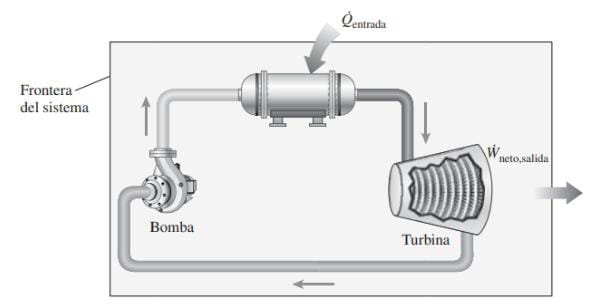 Q̇entrada
Frontera
del sistema
Ẇneto,salida
Bomba
Turbina